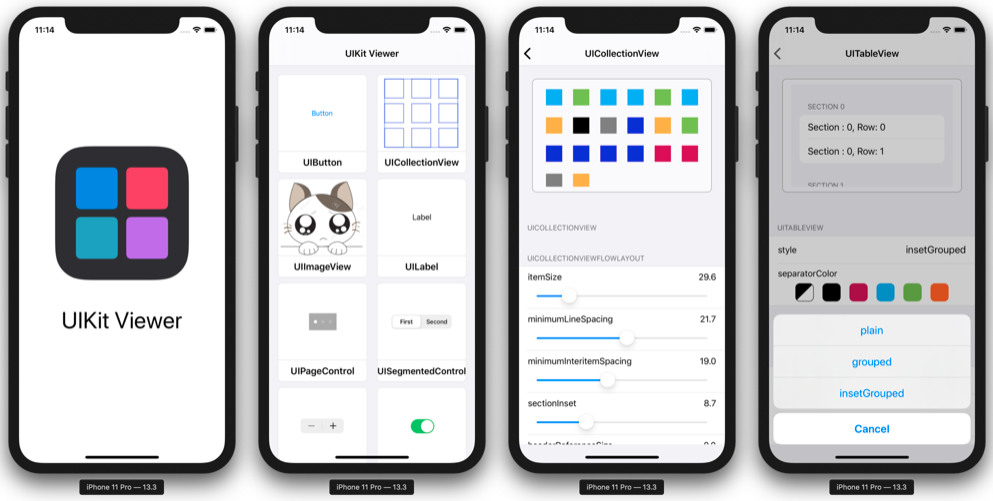 11:14
UIKit Viewer
iPhone 11 Pro — 13.3
11:14
UIKit Viewer
Button
UIButton
UICollectionView
UIImageView
Label
UILabel
UIPageControl
First Second
UISegmentedControl
iPhone 11 Pro — 13.3
11:14
UICollectionView
UICOLLECTIONVIEW
UICOLLECTIONVIEWFLOWLAYOUT
itemSize 29.6
minimumLineSpacing 21.7
minimumInteritemSpacing 19.0
sectionInset 8.7
iPhone 11 Pro — 13.3
11:14
UITableView
SECTION 0
Section : 0, Row: 0
Section : 0, Row: 1
SECTION 1
UITABLEVIEW
style insetGrouped
separatorColor
plain
grouped
insetGrouped
Cancel
iPhone 11 Pro — 13.3